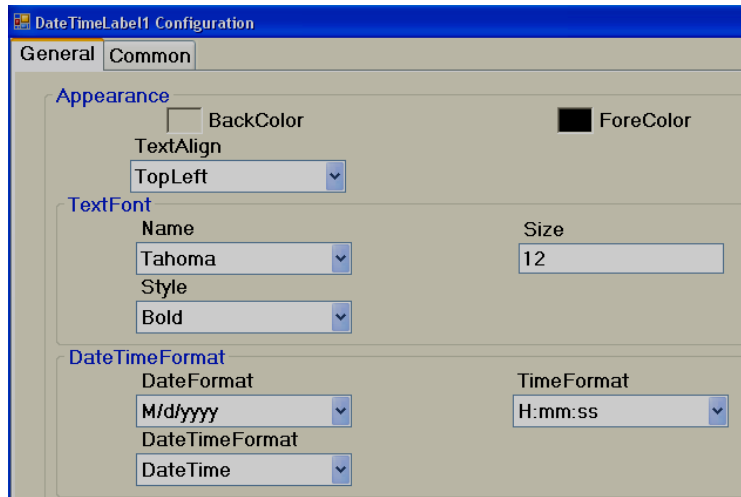 DateTimeLabel1 Configuration
General Common
Appearance
BackColor ForeColor
TextAlign
TopLeft
TextFont
Name Size
Tahoma 12
Style
Bold
DateTimeFormat
DateFormat TimeFormat
M/d/yyyy H:mm:ss
DateTimeFormat
DateTime